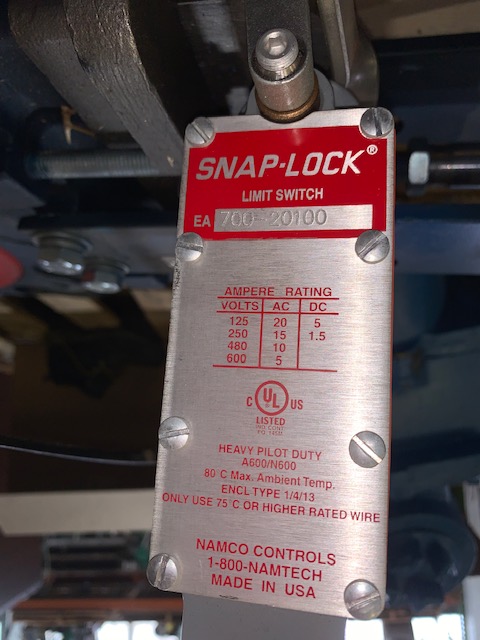 SNAP-LOCK®
LIMIT SWITCH
EA 700-20100
AMPERE RATING
VOLTS AC DC
125 20 5
250 15 1.5
480 10
600 5
C UL US
LISTED
IND. CONT.
HEAVY PILOT DUTY
A600/N600
80°C Max. Ambient Temp.
ENCL TYPE 1/4/13
ONLY USE 75°C OR HIGHER RATED WIRE
NAMCO CONTROLS
1-800-NAMTECH
MADE IN USA